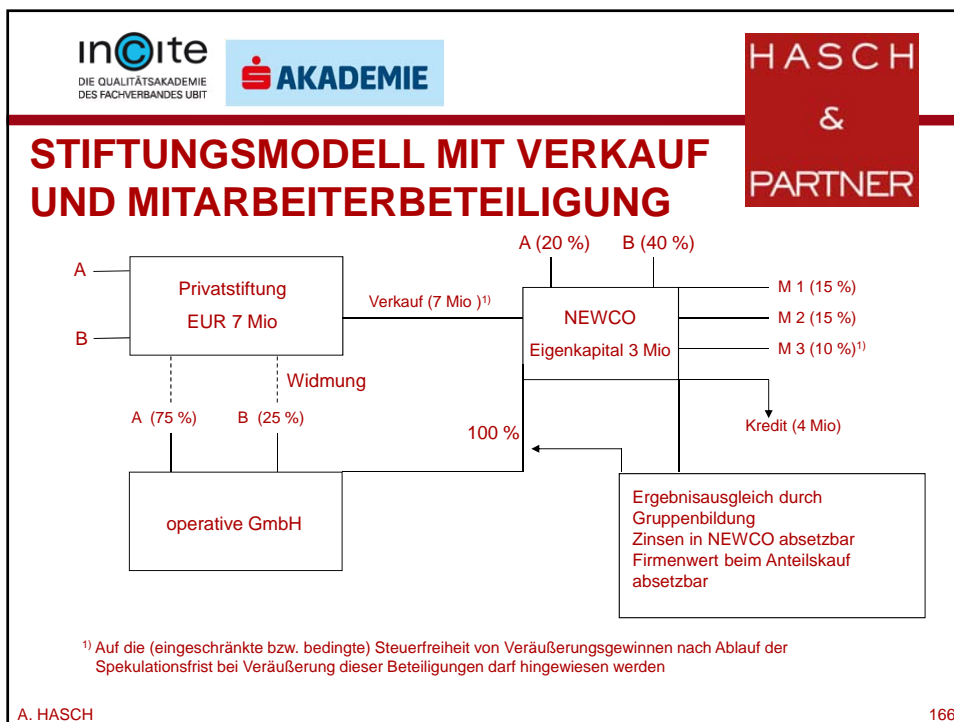 incite
DIE QUALITÄTSAKADEMIE
DES FACHVERBANDES UBIT
S AKADEMIE
HASCH
&
PARTNER
STIFTUNGSMODELL MIT VERKAUF
UND MITARBEITERBETEILIGUNG
A (20 %) B (40 %)
A
Privatstiftung
EUR 7 Mio
B
Verkauf (7 Mio )1)
NEWCO
Eigenkapital 3 Mio
M 1 (15 %)
M 2 (15 %)
M 3 (10 %)1)
Widmung
A (75 %) B (25 %)
100 %
Kredit (4 Mio)
operative GmbH
Ergebnisausgleich durch
Gruppenbildung
Zinsen in NEWCO absetzbar
Firmenwert beim Anteilskauf
absetzbar
1) Auf die (eingeschränkte bzw. bedingte) Steuerfreiheit von Veräußerungsgewinnen nach Ablauf der
Spekulationsfrist bei Veräußerung dieser Beteiligungen darf hingewiesen werden
A. HASCH
166